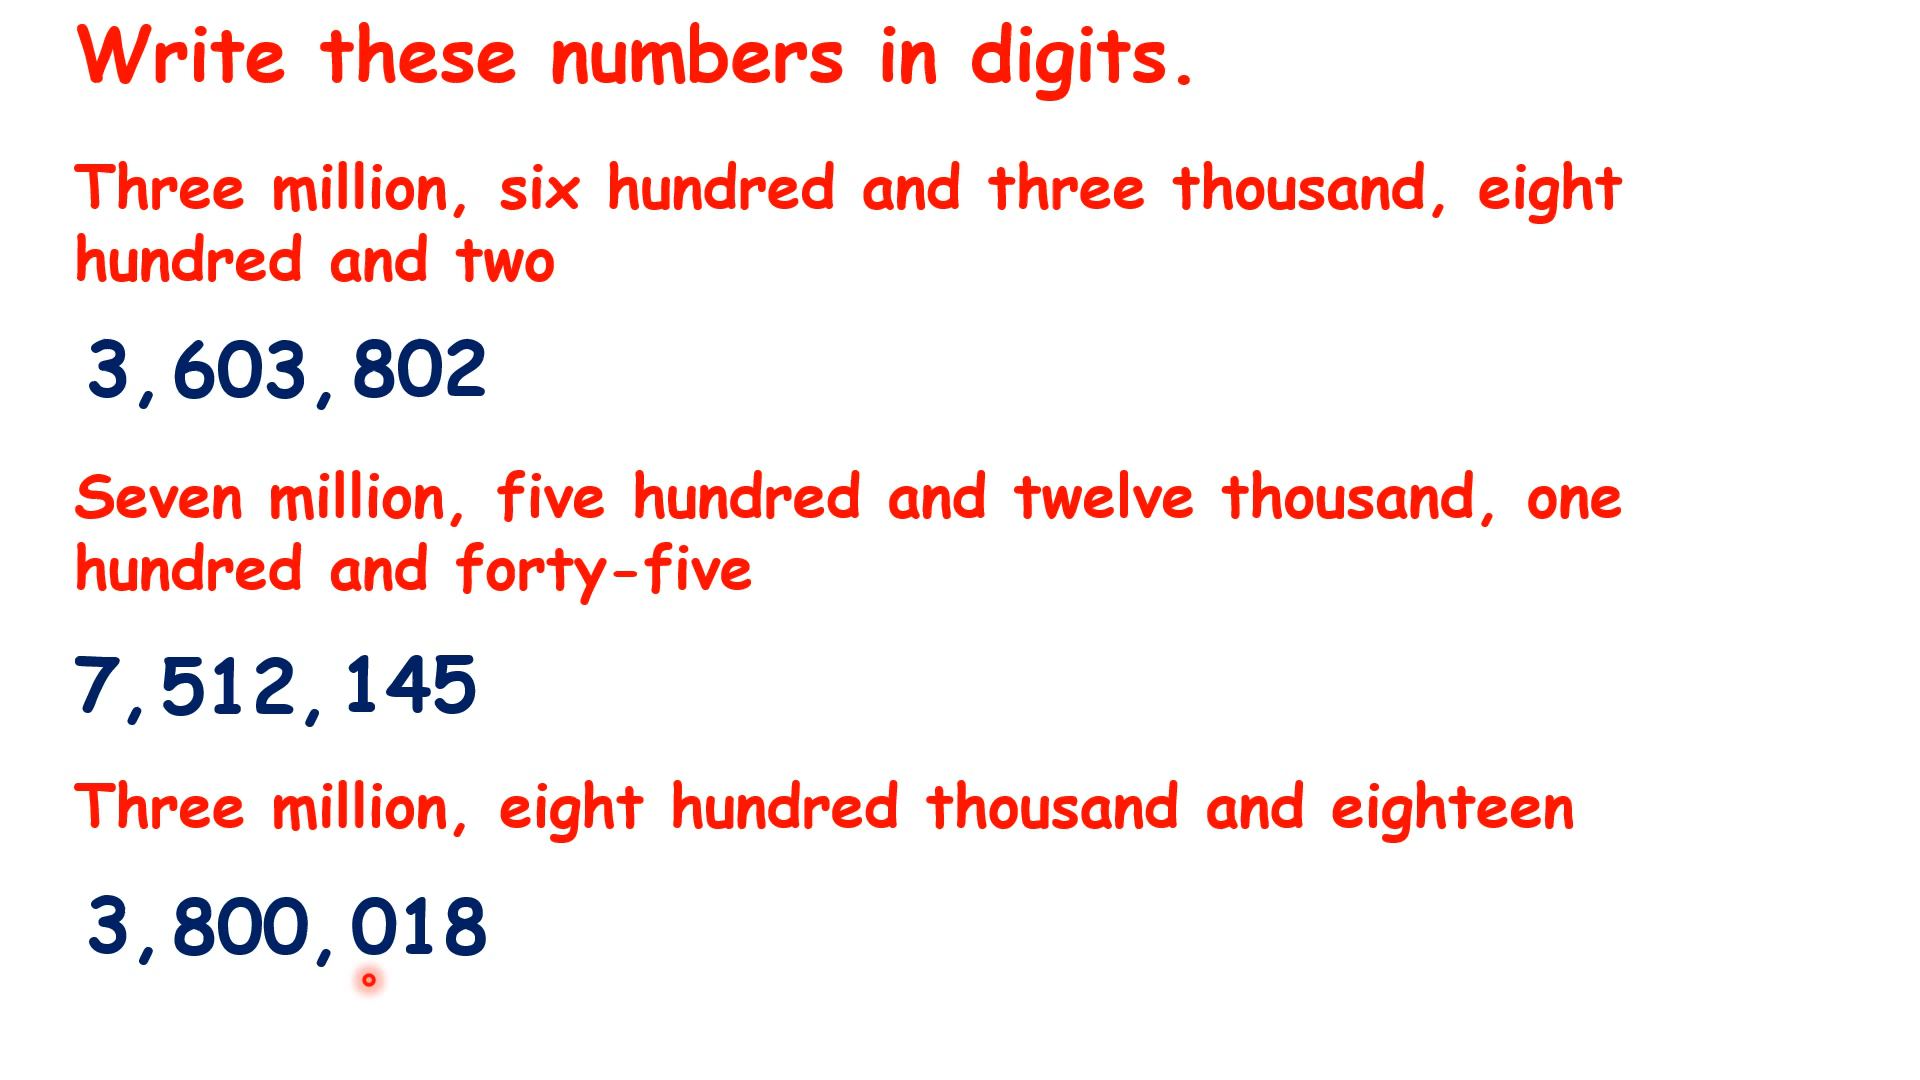 Write these numbers in digits.
Three million, six hundred and three thousand, eight
hundred and two
3,603,802
Seven million, five hundred and twelve thousand, one
hundred and forty-five
7,512,145
Three million, eight hundred thousand and eighteen
3,800,018